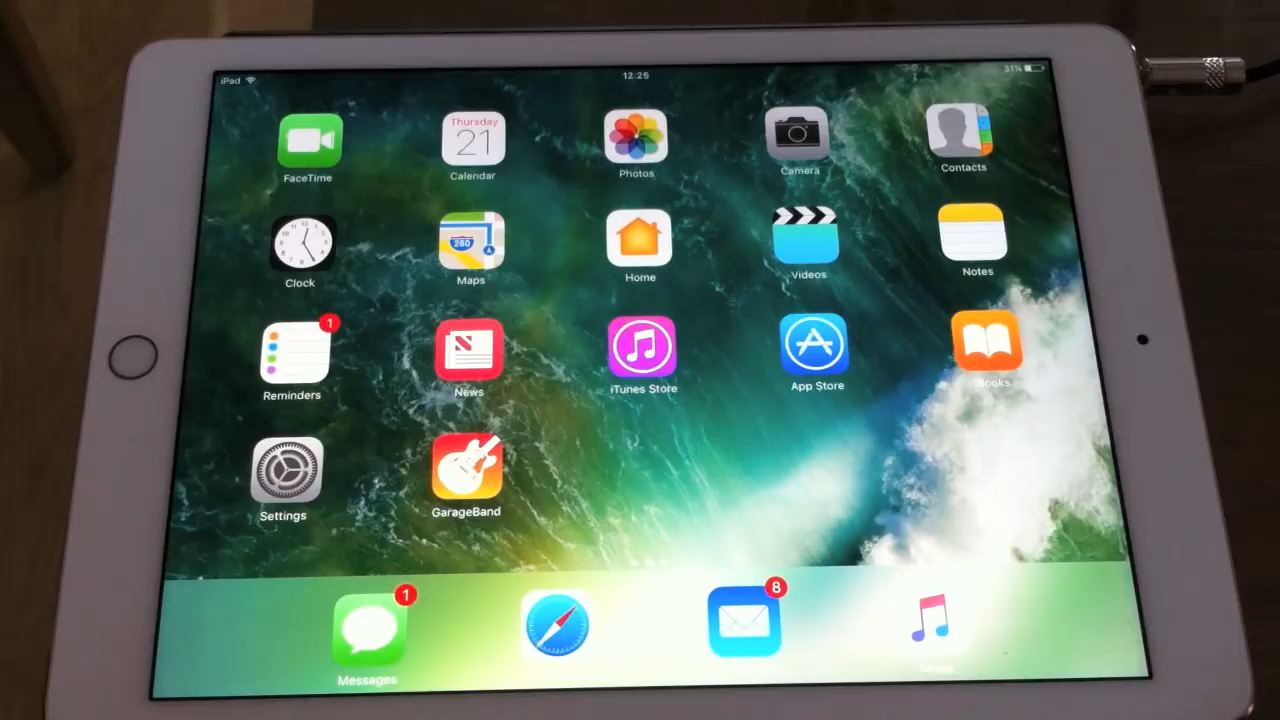 iPad
12:25
31%
Thursday
21
FaceTime
Calendar
Photos
Camera
Contacts
280
Clock
Maps
Home
Videos
Notes
1
Reminders
News
iTunes Store
App Store
iBooks
Settings
GarageBand
1
8
Messages